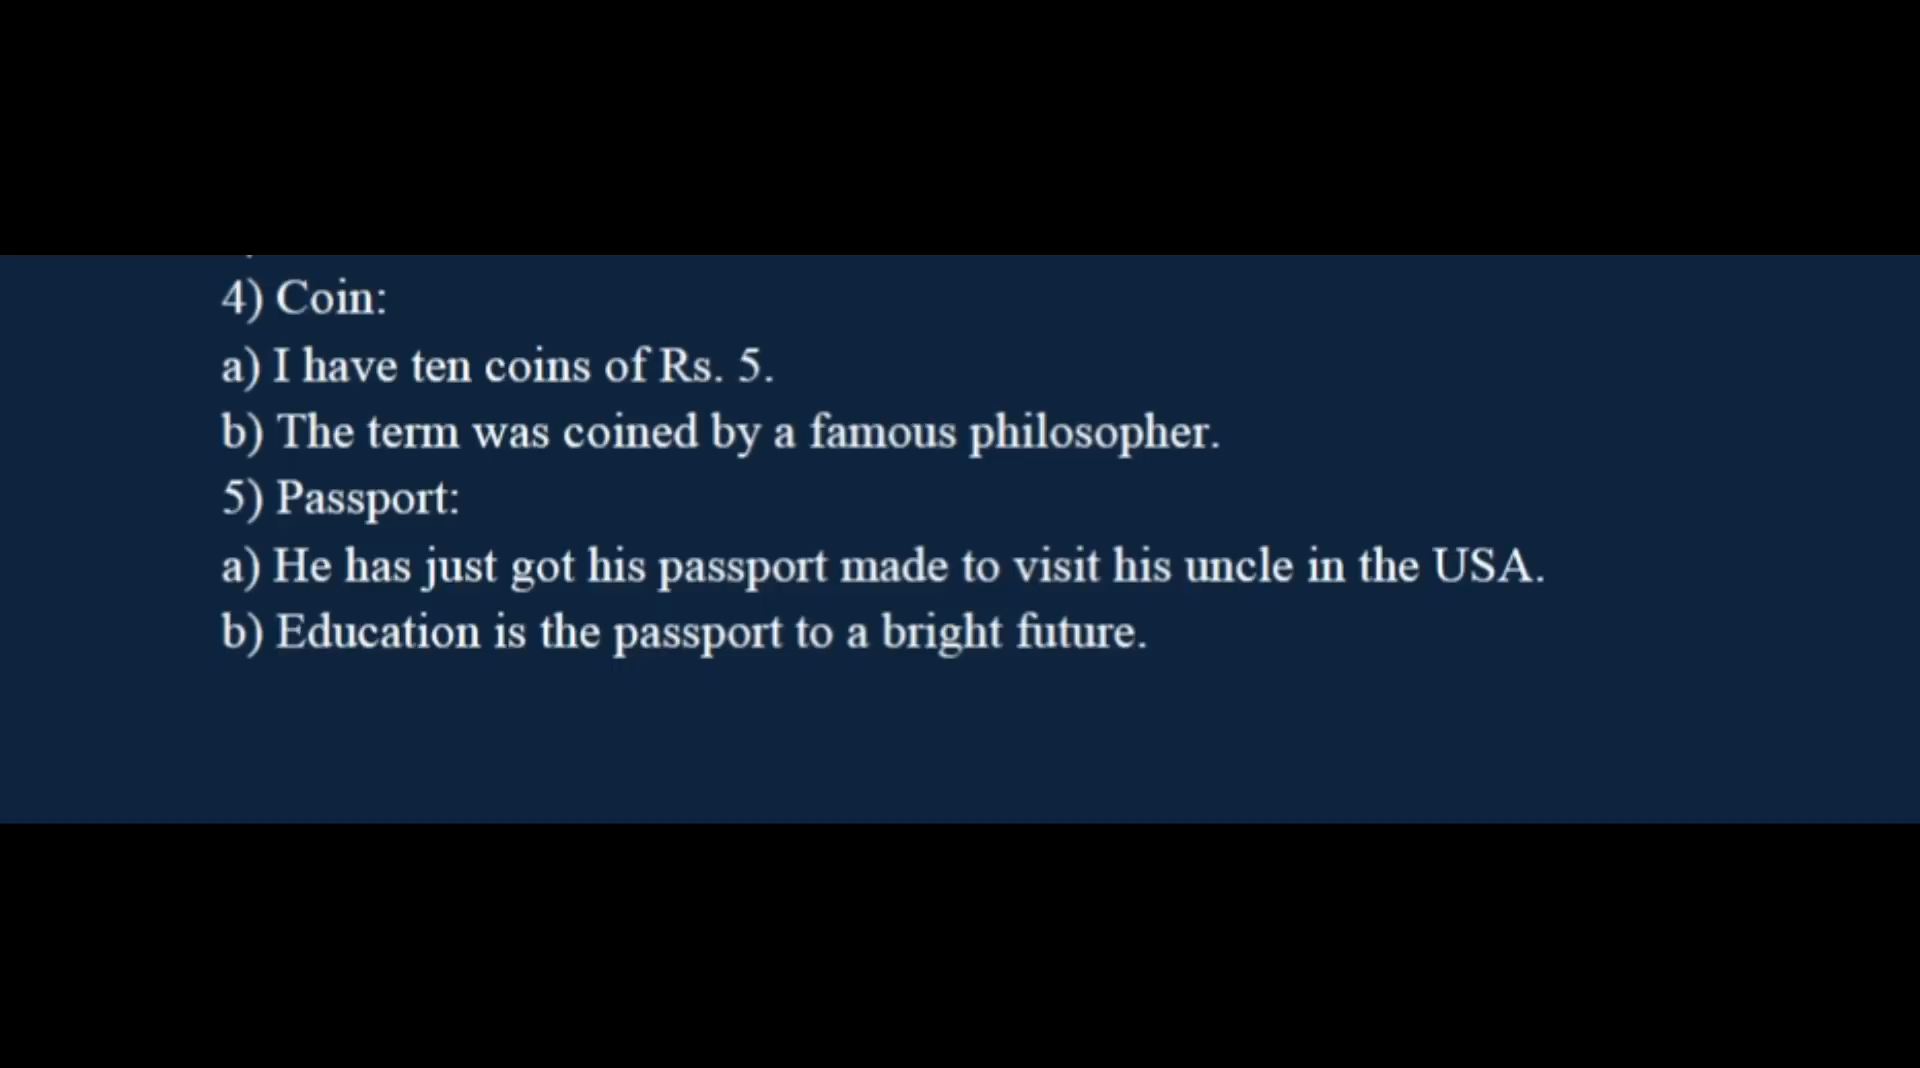 4) Coin:
a) I have ten coins of Rs. 5.
b) The term was coined by a famous philosopher.
5) Passport:
a) He has just got his passport made to visit his uncle in the USA.
b) Education is the passport to a bright future.